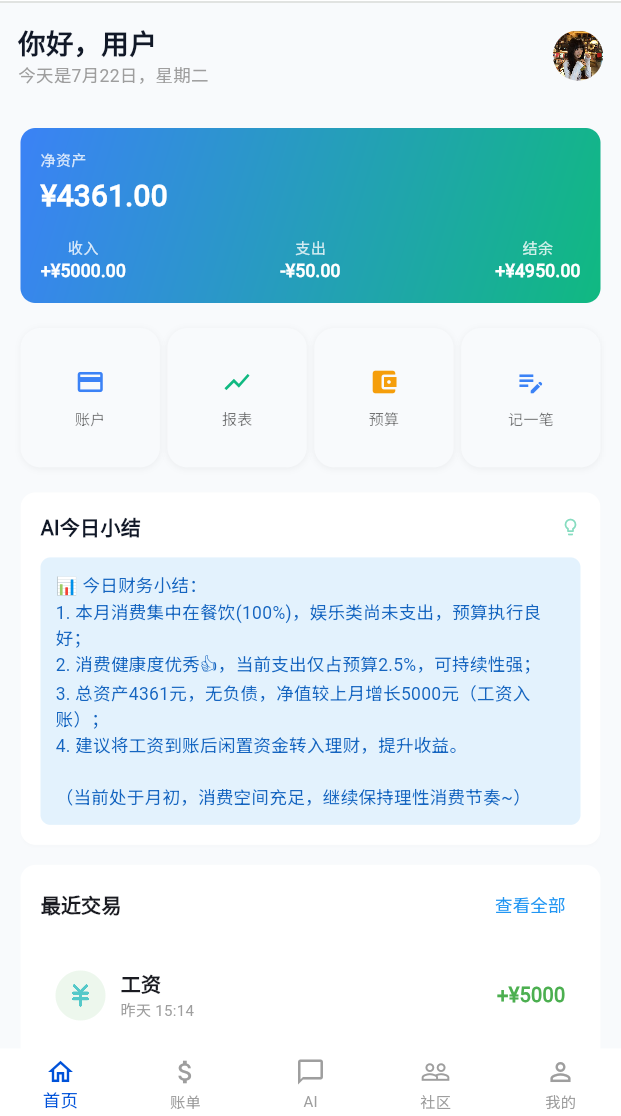 你好，用户
今天是7月22日，星期二
净资产
¥4361.00
收入 支出 结余
+¥5000.00 -¥50.00 +¥4950.00
账户 报表 预算 记一笔
AI今日小结
📊 今日财务小结：
1. 本月消费集中在餐饮(100%)，娱乐类尚未支出，预算执行良
好；
2. 消费健康度优秀👍，当前支出仅占预算2.5%，可持续性强；
3. 总资产4361元，无负债，净值较上月增长5000元（工资入
账）；
4. 建议将工资到账后闲置资金转入理财，提升收益。
（当前处于月初，消费空间充足，继续保持理性消费节奏~）
最近交易 查看全部
工资
+¥5000
昨天 15:14
首页 账单 AI 社区 我的